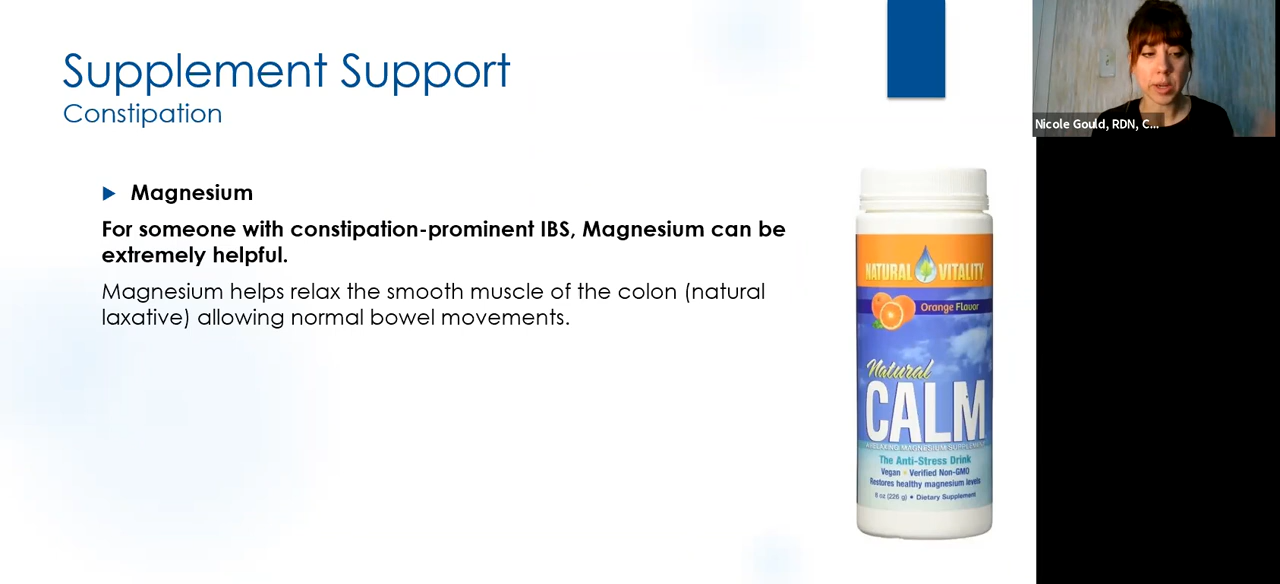 Supplement Support
Constipation
Magnesium
For someone with constipation-prominent IBS, Magnesium can be
extremely helpful.
Magnesium helps relax the smooth muscle of the colon (natural
laxative) allowing normal bowel movements.
Nicole Gould, RDN, C...
NATURAL VITALITY
Orange Flavor
Natural
CALM
A RELAXING MAGNESIUM SUPPLEMENT
The Anti-Stress Drink
Vegan • Verified Non-GMO
Restores healthy magnesium levels
8 oz (226 g) • Dietary Supplement